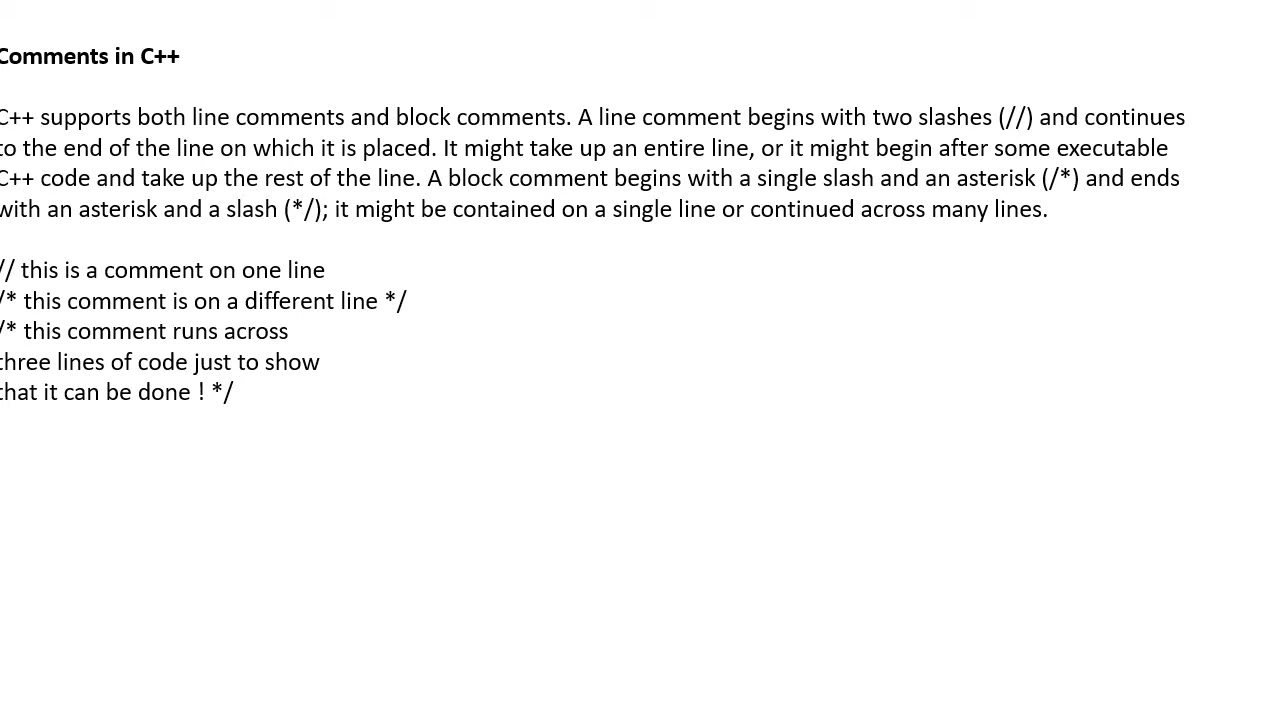 Comments in C++
C++ supports both line comments and block comments. A line comment begins with two slashes (//) and continues
to the end of the line on which it is placed. It might take up an entire line, or it might begin after some executable
C++ code and take up the rest of the line. A block comment begins with a single slash and an asterisk (/*) and ends
with an asterisk and a slash (*/); it might be contained on a single line or continued across many lines.
// this is a comment on one line
/* this comment is on a different line */
/* this comment runs across
three lines of code just to show
that it can be done ! */